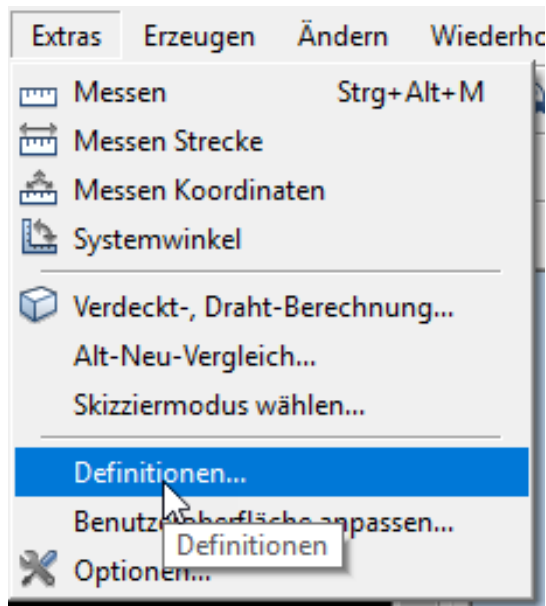 Extras Erzeugen Ändern Wiederho
Messen Strg+Alt+M
Messen Strecke
Messen Koordinaten
Systemwinkel
Verdeckt-, Draht-Berechnung...
Alt-Neu-Vergleich...
Skizziermodus wählen...
Definitionen...
Benutzeroberfläche anpassen...
Definitionen
Optionen...